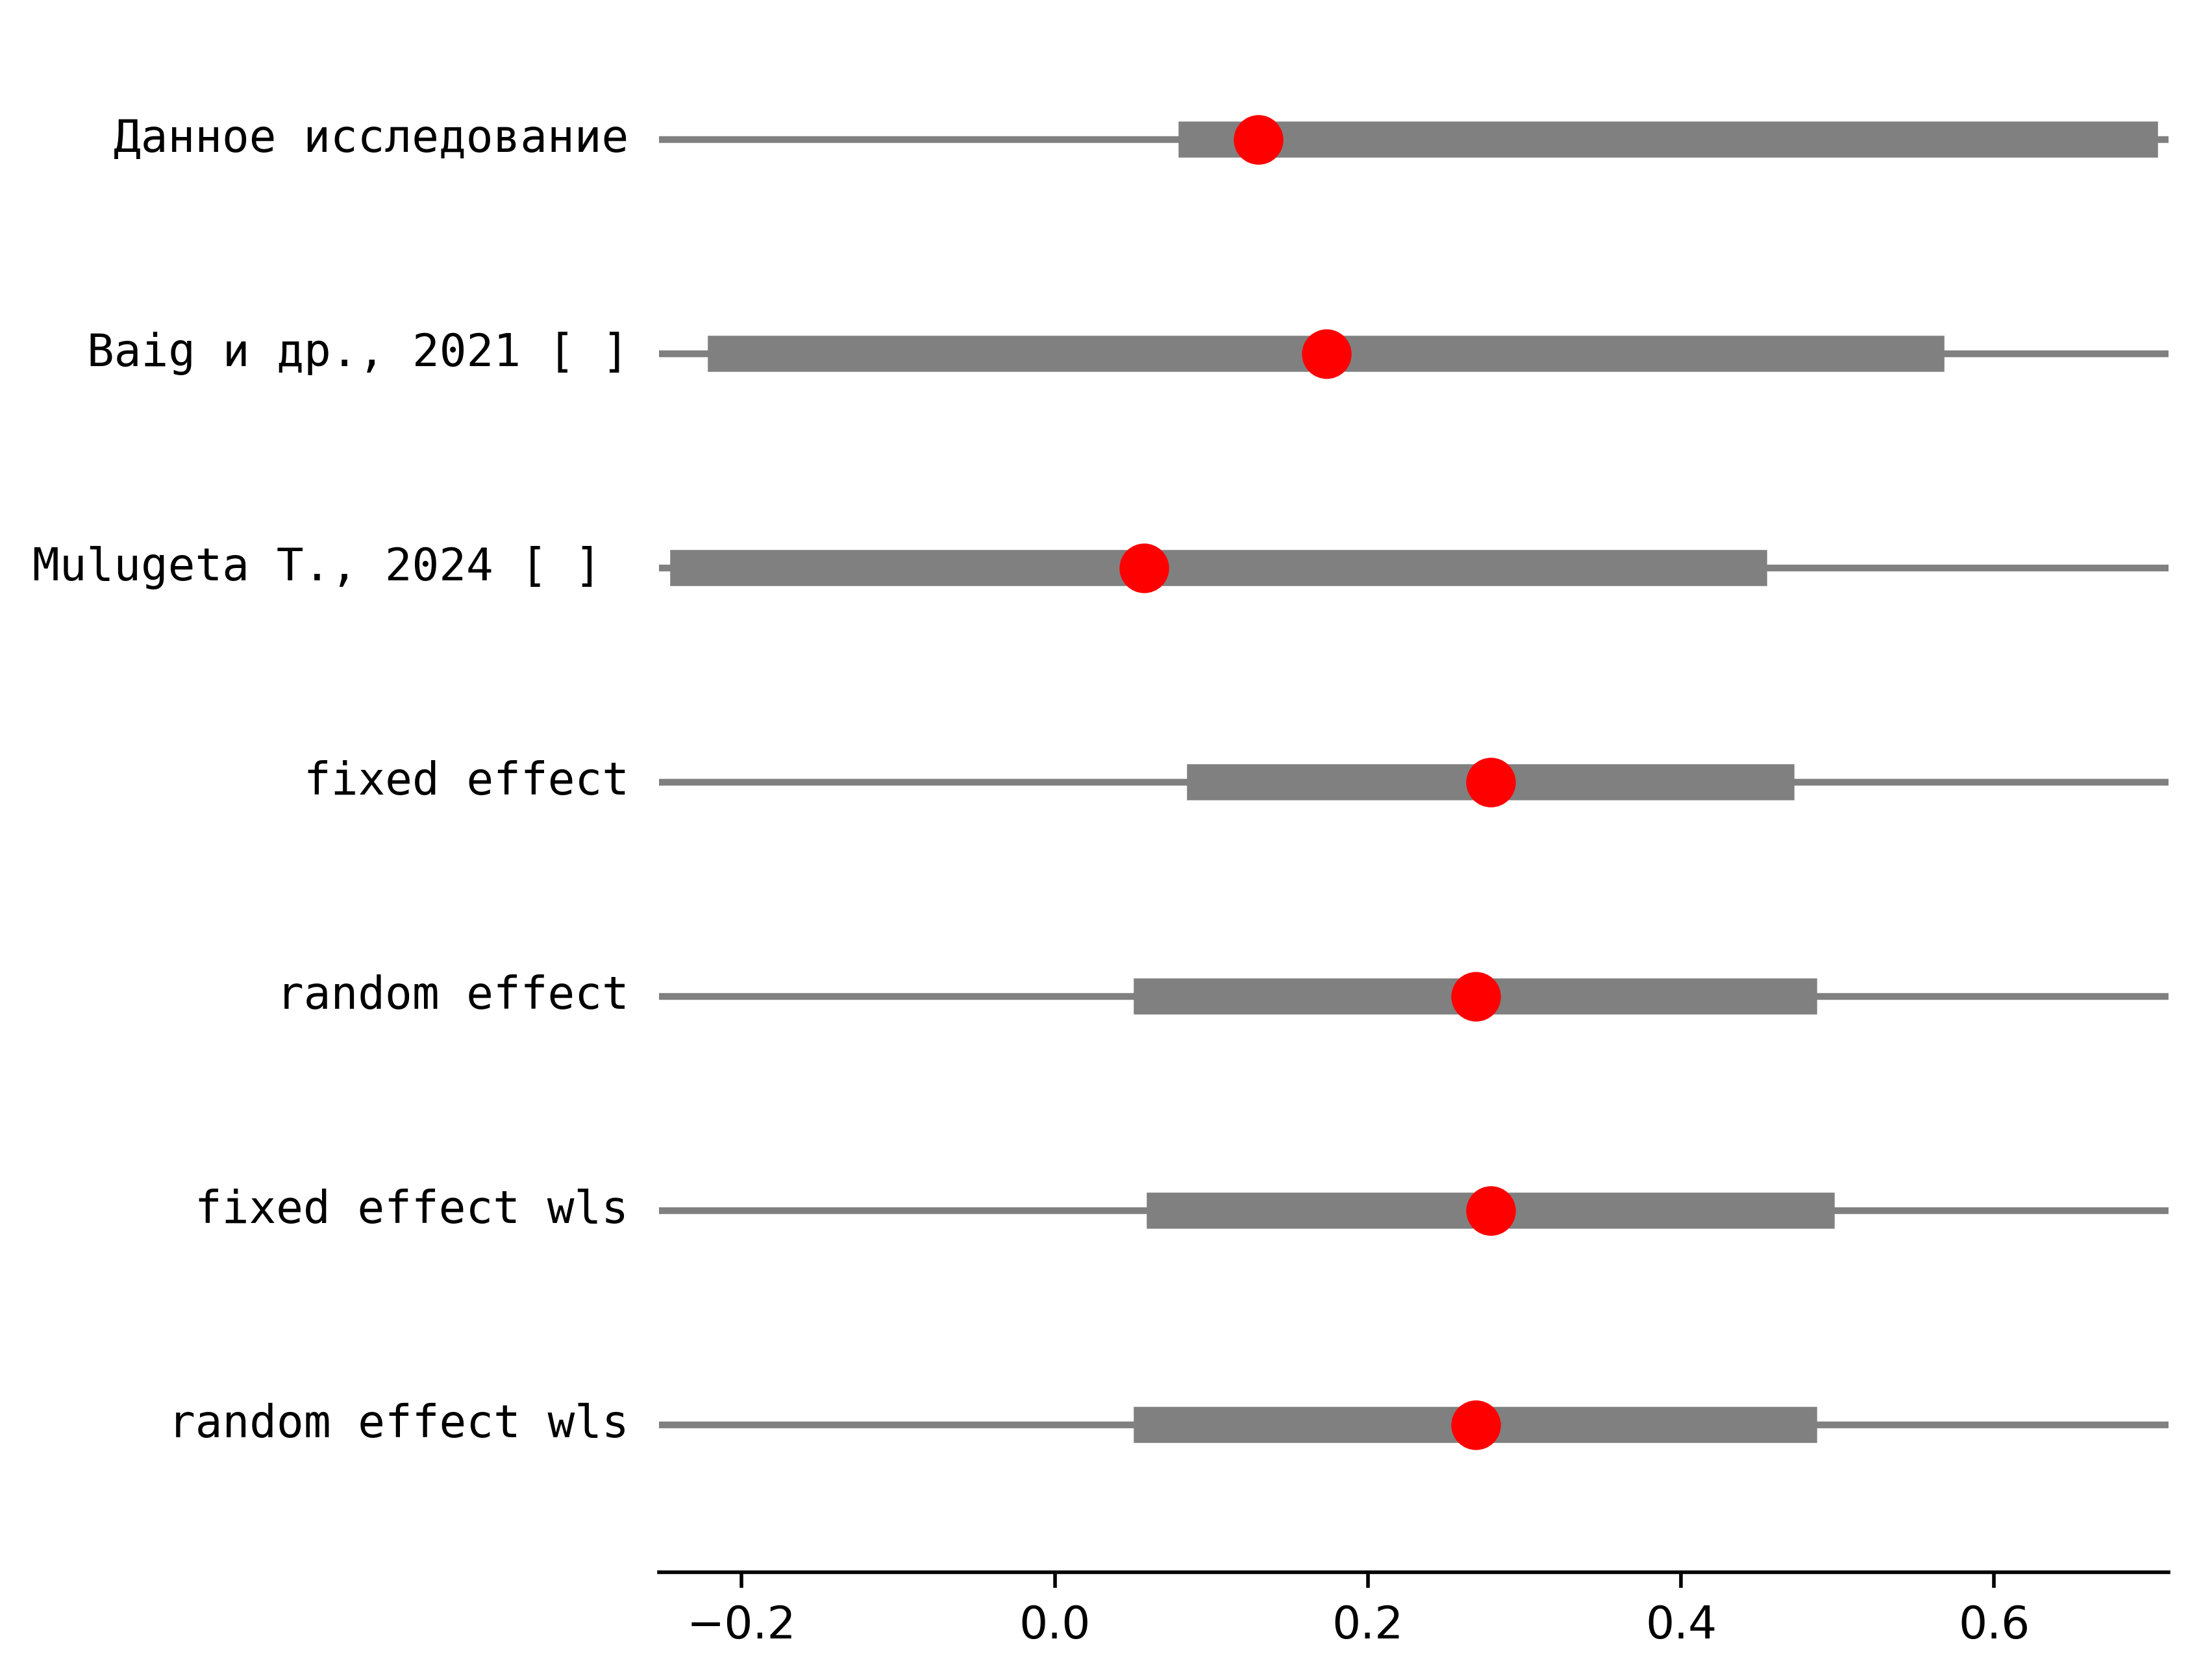 Данное исследование
Baig и др., 2021 [ ]
Mulugeta T., 2024 [ ]
fixed effect
random effect
fixed effect wls
random effect wls
−0.2 0.0 0.2 0.4 0.6